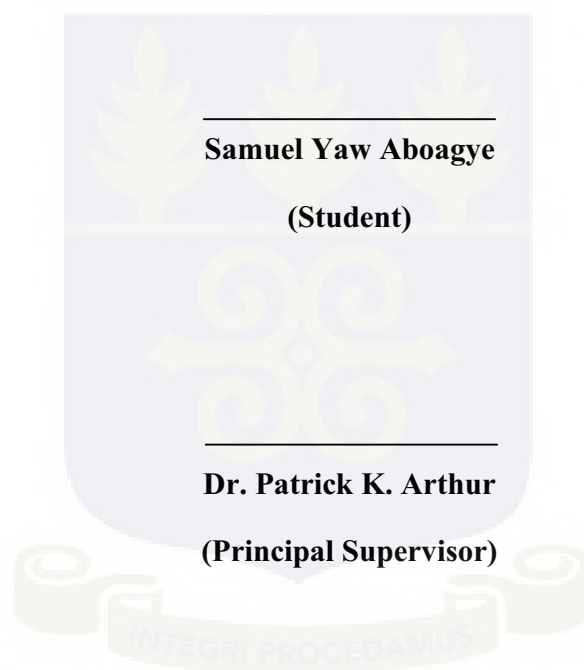 Samuel Yaw Aboagye
(Student)
Dr. Patrick K. Arthur
(Principal Supervisor)
INTEGRI PROCEDAMUS